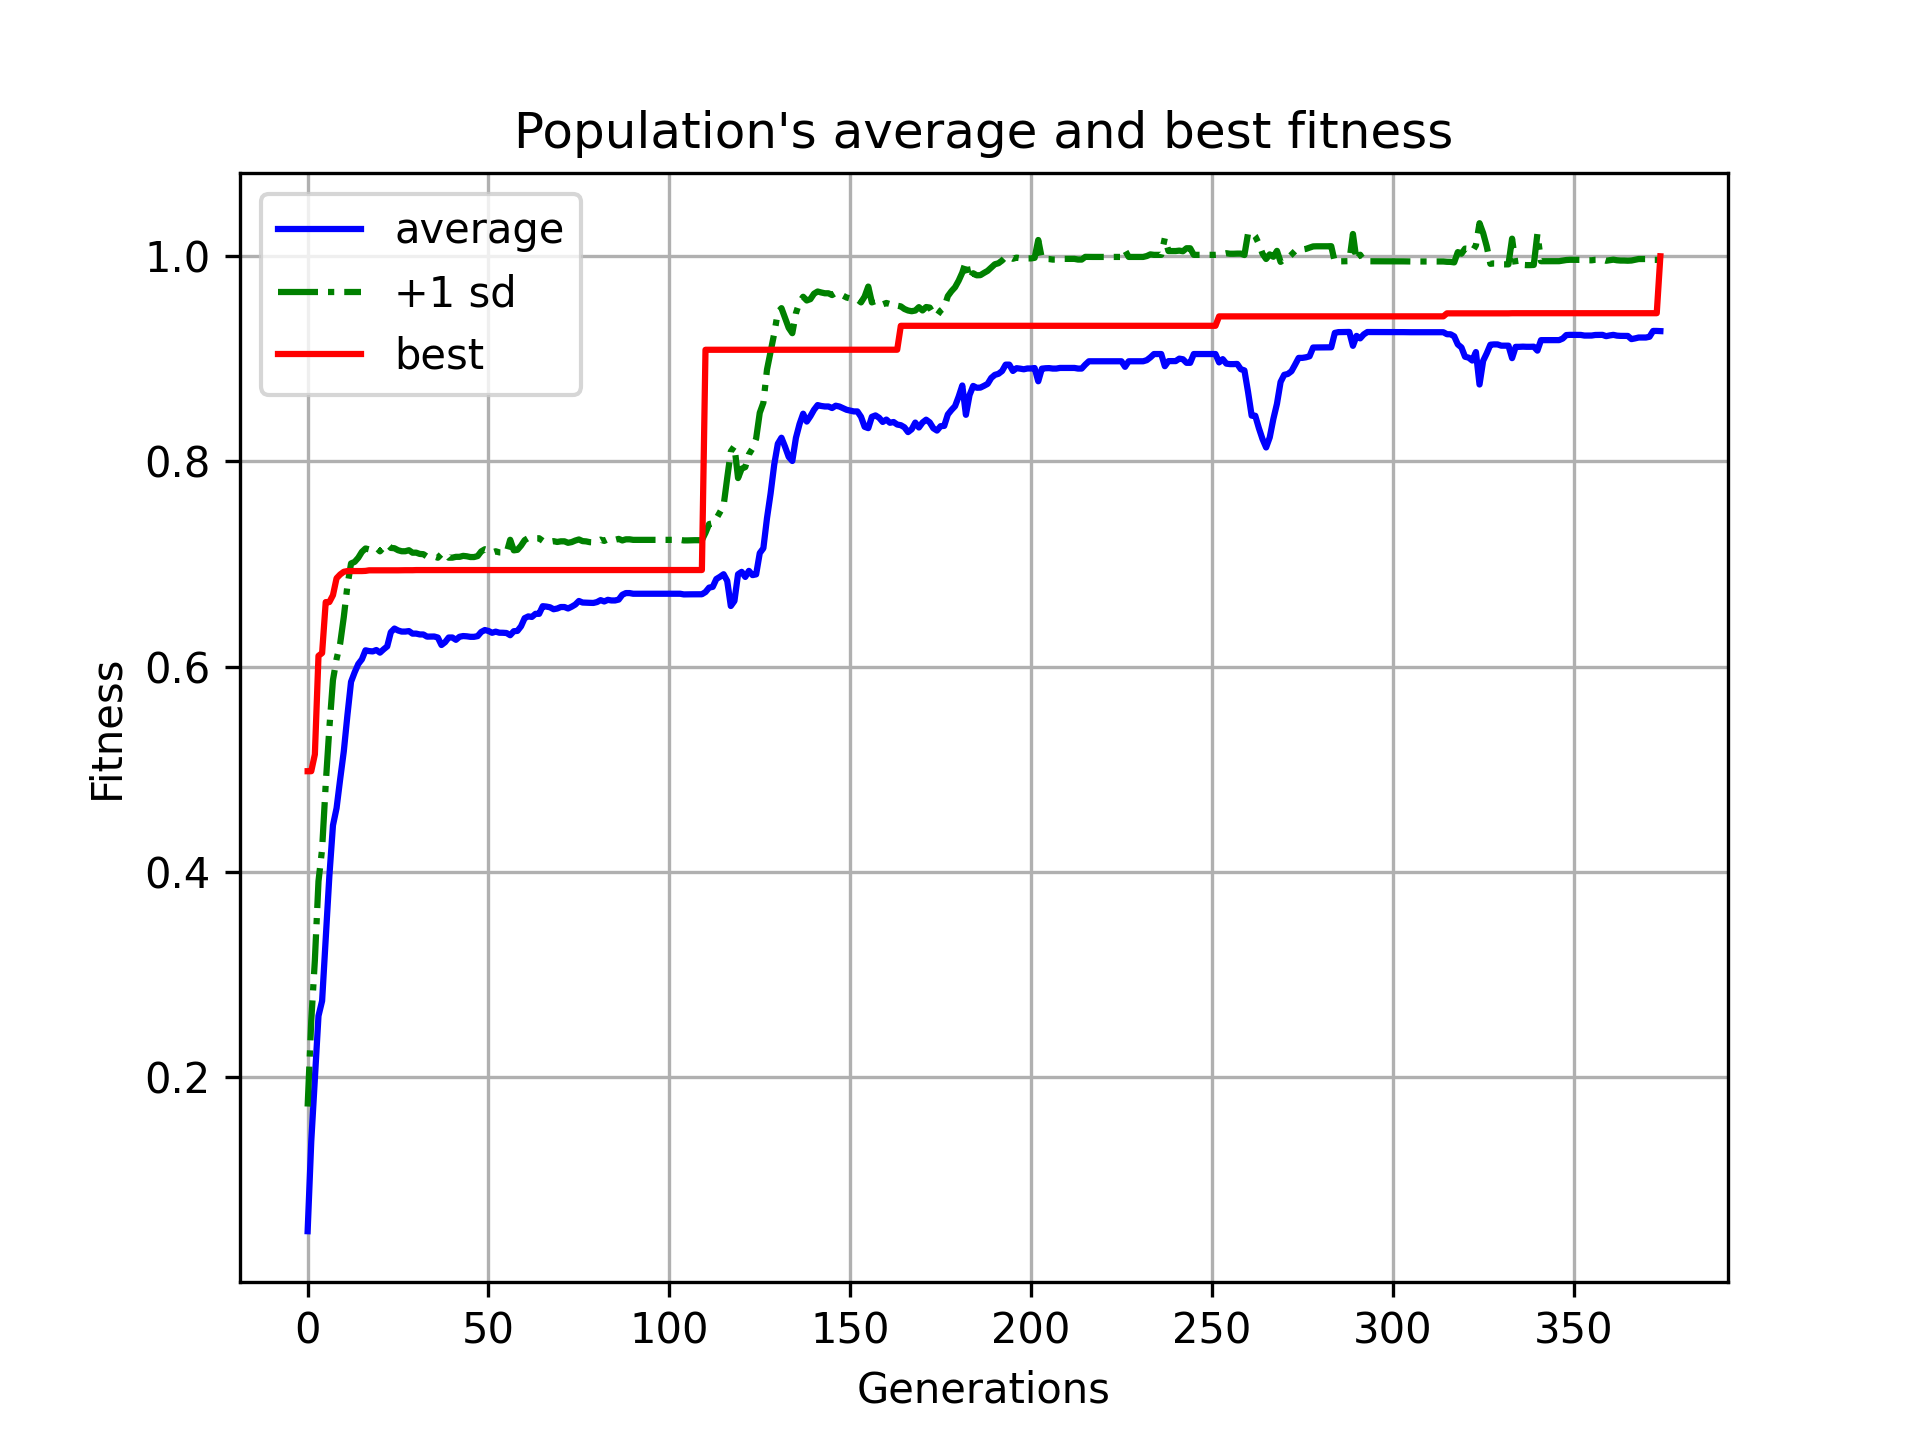 Population's average and best fitness
average
+1 sd
best
1.0
0.8
0.6
0.4
0.2
Fitness
0 50 100 150 200 250 300 350
Generations